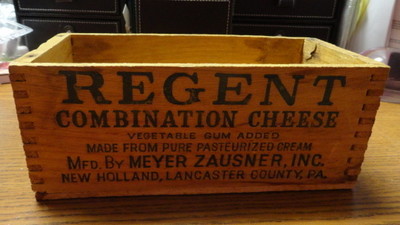 REGENT
COMBINATION CHEESE
VEGETABLE GUM ADDED
MADE FROM PURE PASTEURIZED CREAM
MFD. BY MEYER ZAUSNER, INC.
NEW HOLLAND, LANCASTER COUNTY, PA.